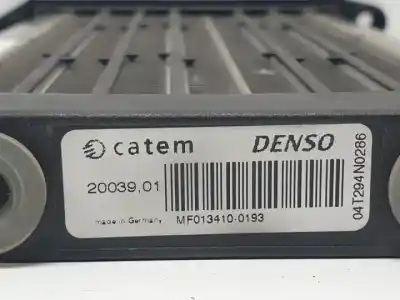 catem DENSO
20039,01
made in Germany MF013410-0193
04T294N0286